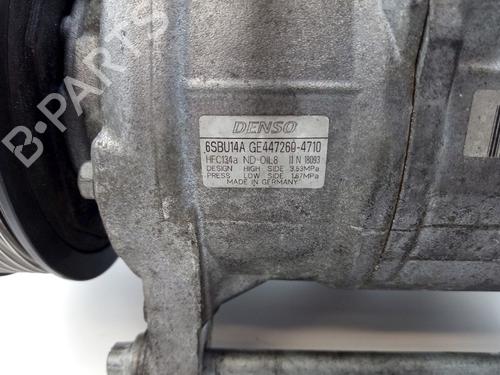 B-PARTS
DENSO
6SBU14A GE447260-4710
HFC134a ND-OIL8 II N 18093
DESIGN HIGH SIDE 3.53MPa
PRESS LOW SIDE 1.67MPa
MADE IN GERMANY